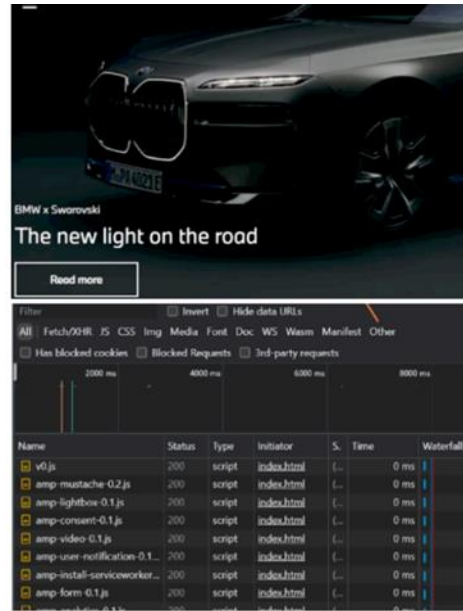 BMW x Swarovski
The new light on the road
Read more
Filter Invert Hide data URLs
All Fetch/XHR JS CSS Img Media Font Doc WS Wasm Manifest Other
Has blocked cookies Blocked Requests 3rd-party requests
2000 ms 4000 ms 6000 ms 8000 ms
Name Status Type Initiator S. Time Waterfall
v0.js 200 script index.html (... 0 ms
amp-mustache-0.2.js 200 script index.html (... 0 ms
amp-lightbox-0.1.js 200 script index.html (... 0 ms
amp-consent-0.1.js 200 script index.html (... 0 ms
amp-video-0.1.js 200 script index.html (... 0 ms
amp-user-notification-0.1... 200 script index.html (... 0 ms
amp-install-serviceworker... 200 script index.html (... 0 ms
amp-form-0.1.js 200 script index.html (... 0 ms